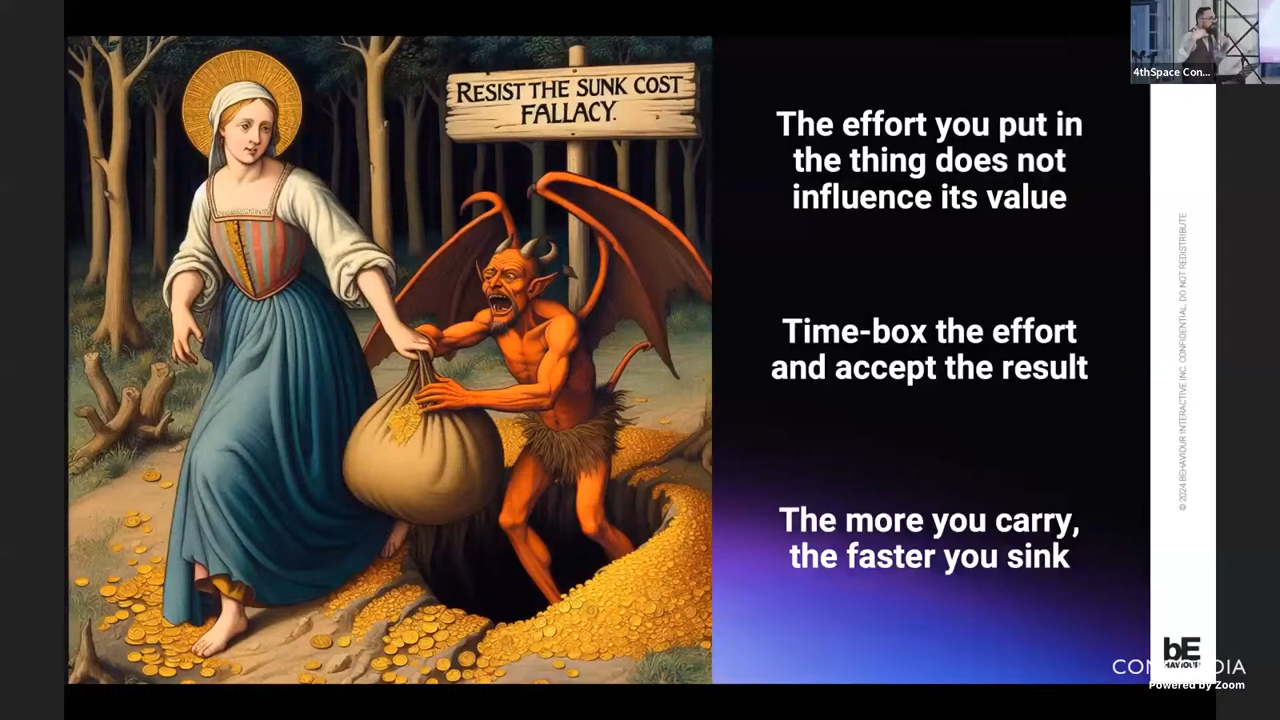 4thSpace Con...
RESIST THE SUNK COST
FALLACY.
The effort you put in
the thing does not
influence its value
Time-box the effort
and accept the result
The more you carry,
the faster you sink
© 2024 BEHAVIOUR INTERACTIVE INC. CONFIDENTIAL. DO NOT REDISTRIBUTE.
bE
Powered by Zoom